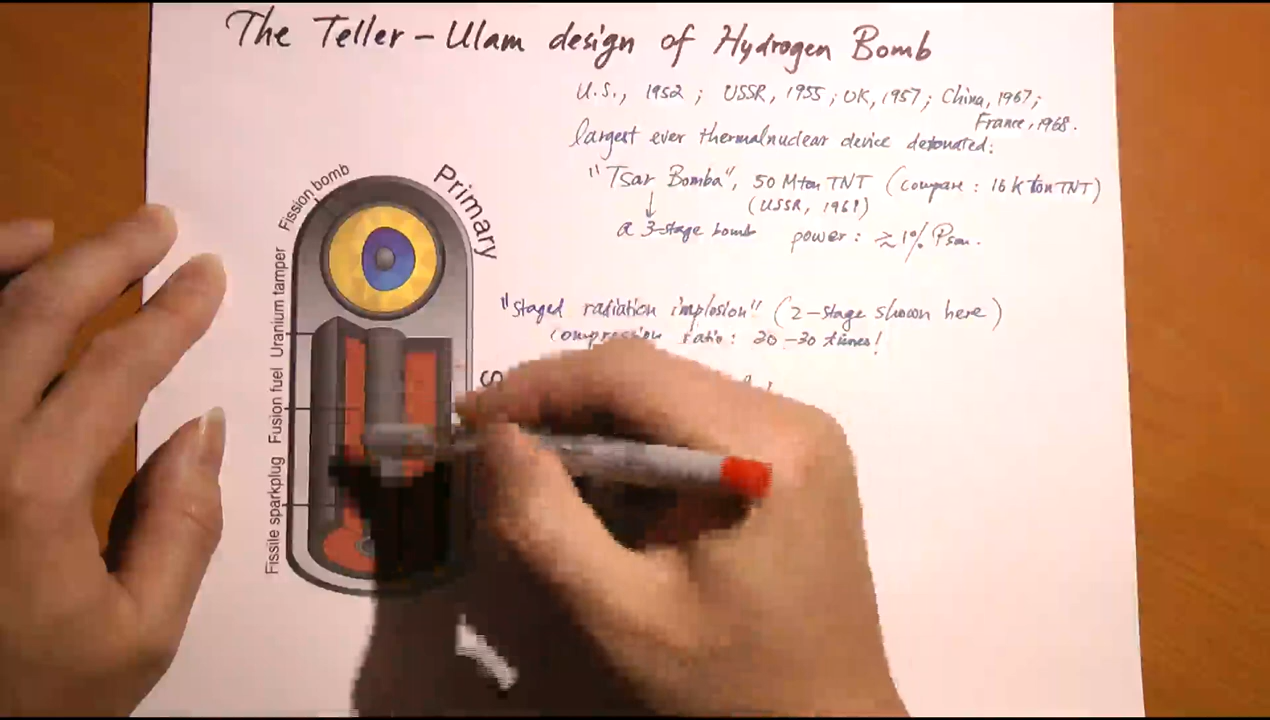 The Teller – Ulam design of Hydrogen Bomb
U.S., 1952 ; USSR, 1955 ; UK, 1957 ; China, 1967 ;
France, 1968.
largest ever thermalnuclear device detonated:
"Tsar Bomba", 50 Mton TNT (compare : 16 k ton TNT)
(USSR, 1961)
a 3-stage bomb power : ≳ 1% Psun.
"staged radiation implosion" (2-stage shown here)
compression ratio : 20 – 30 times!
Fission bomb
Primary
Uranium tamper
Fusion fuel
Fissile sparkplug